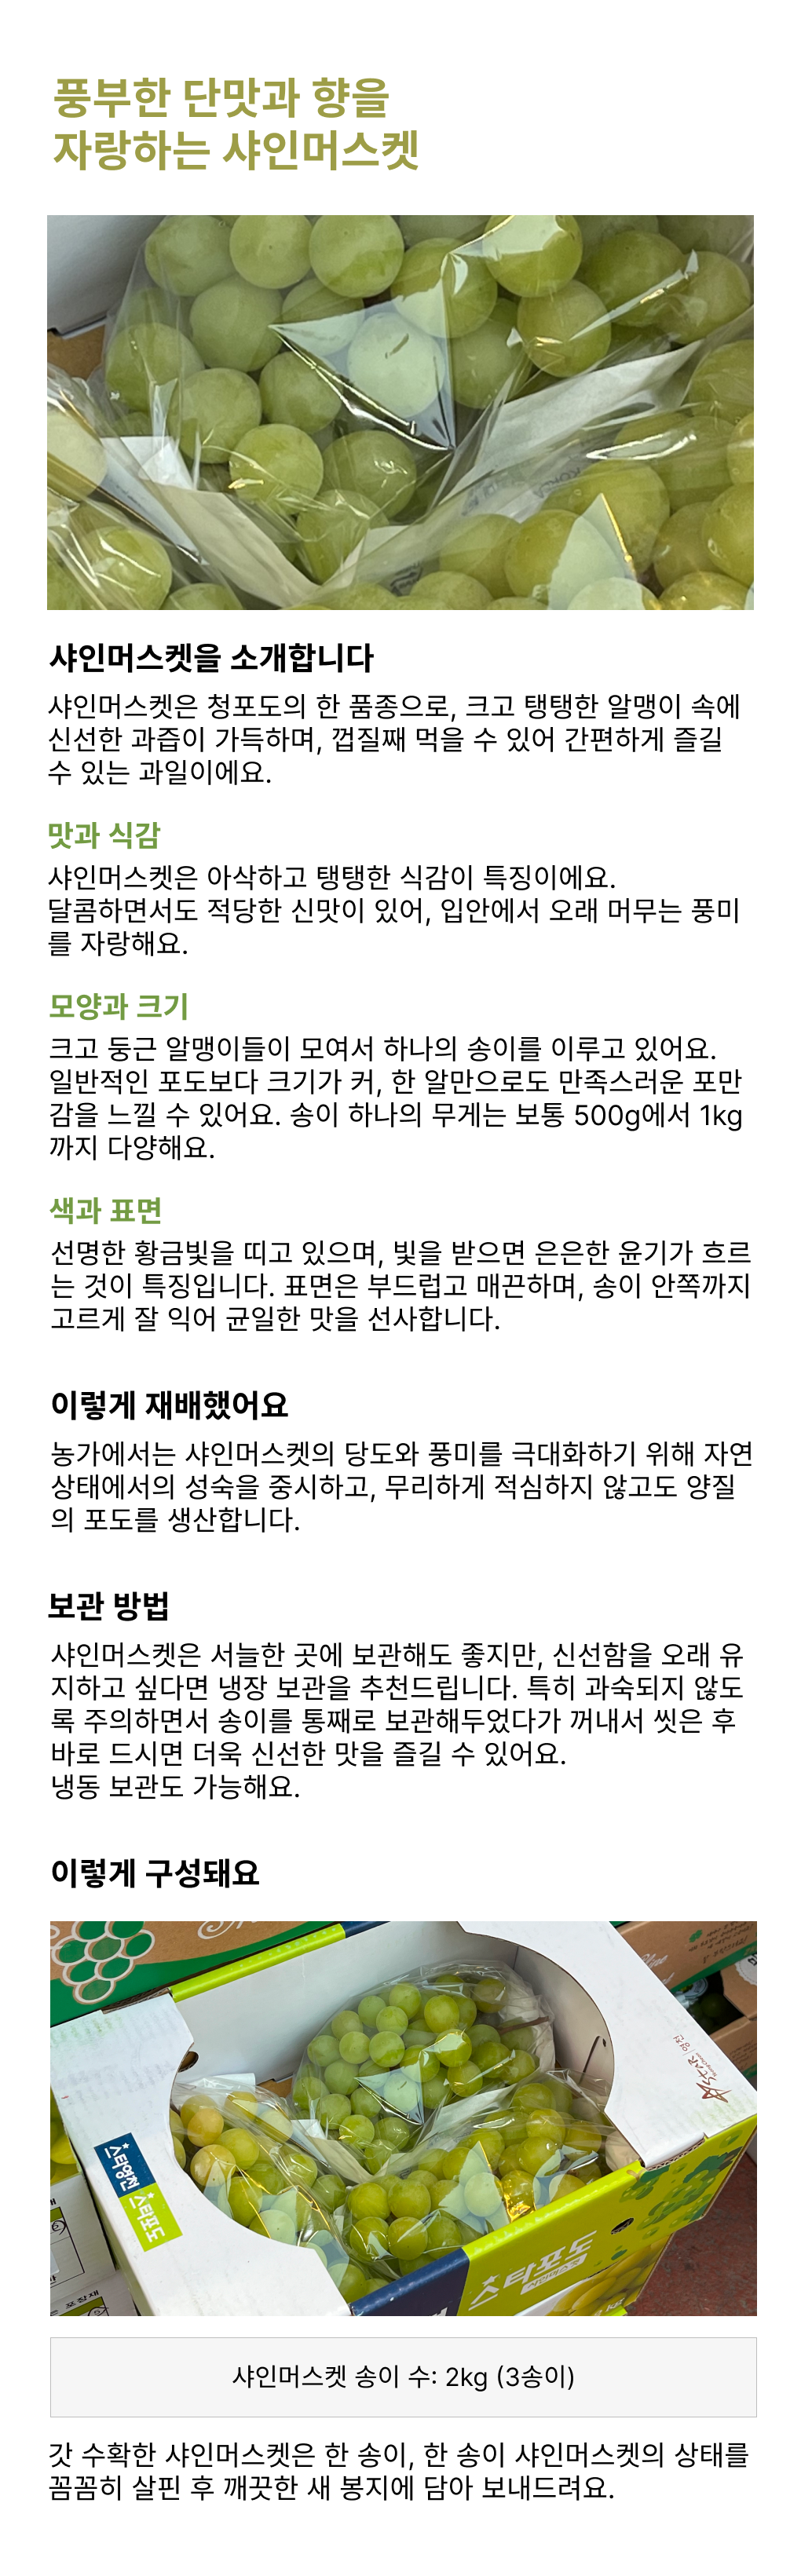 풍부한 단맛과 향을
자랑하는 샤인머스켓
샤인머스켓을 소개합니다
샤인머스켓은 청포도의 한 품종으로, 크고 탱탱한 알맹이 속에
신선한 과즙이 가득하며, 껍질째 먹을 수 있어 간편하게 즐길
수 있는 과일이에요.
맛과 식감
샤인머스켓은 아삭하고 탱탱한 식감이 특징이에요.
달콤하면서도 적당한 신맛이 있어, 입안에서 오래 머무는 풍미
를 자랑해요.
모양과 크기
크고 둥근 알맹이들이 모여서 하나의 송이를 이루고 있어요.
일반적인 포도보다 크기가 커, 한 알만으로도 만족스러운 포만
감을 느낄 수 있어요. 송이 하나의 무게는 보통 500g에서 1kg
까지 다양해요.
색과 표면
선명한 황금빛을 띠고 있으며, 빛을 받으면 은은한 윤기가 흐르
는 것이 특징입니다. 표면은 부드럽고 매끈하며, 송이 안쪽까지
고르게 잘 익어 균일한 맛을 선사합니다.
이렇게 재배했어요
농가에서는 샤인머스켓의 당도와 풍미를 극대화하기 위해 자연
상태에서의 성숙을 중시하고, 무리하게 적심하지 않고도 양질
의 포도를 생산합니다.
보관 방법
샤인머스켓은 서늘한 곳에 보관해도 좋지만, 신선함을 오래 유
지하고 싶다면 냉장 보관을 추천드립니다. 특히 과숙되지 않도
록 주의하면서 송이를 통째로 보관해두었다가 꺼내서 씻은 후
바로 드시면 더욱 신선한 맛을 즐길 수 있어요.
냉동 보관도 가능해요.
이렇게 구성돼요
스타영천
스타포도
스타포도
샤인머스켓
샤인머스켓 송이 수: 2kg (3송이)
갓 수확한 샤인머스켓은 한 송이, 한 송이 샤인머스켓의 상태를
꼼꼼히 살핀 후 깨끗한 새 봉지에 담아 보내드려요.